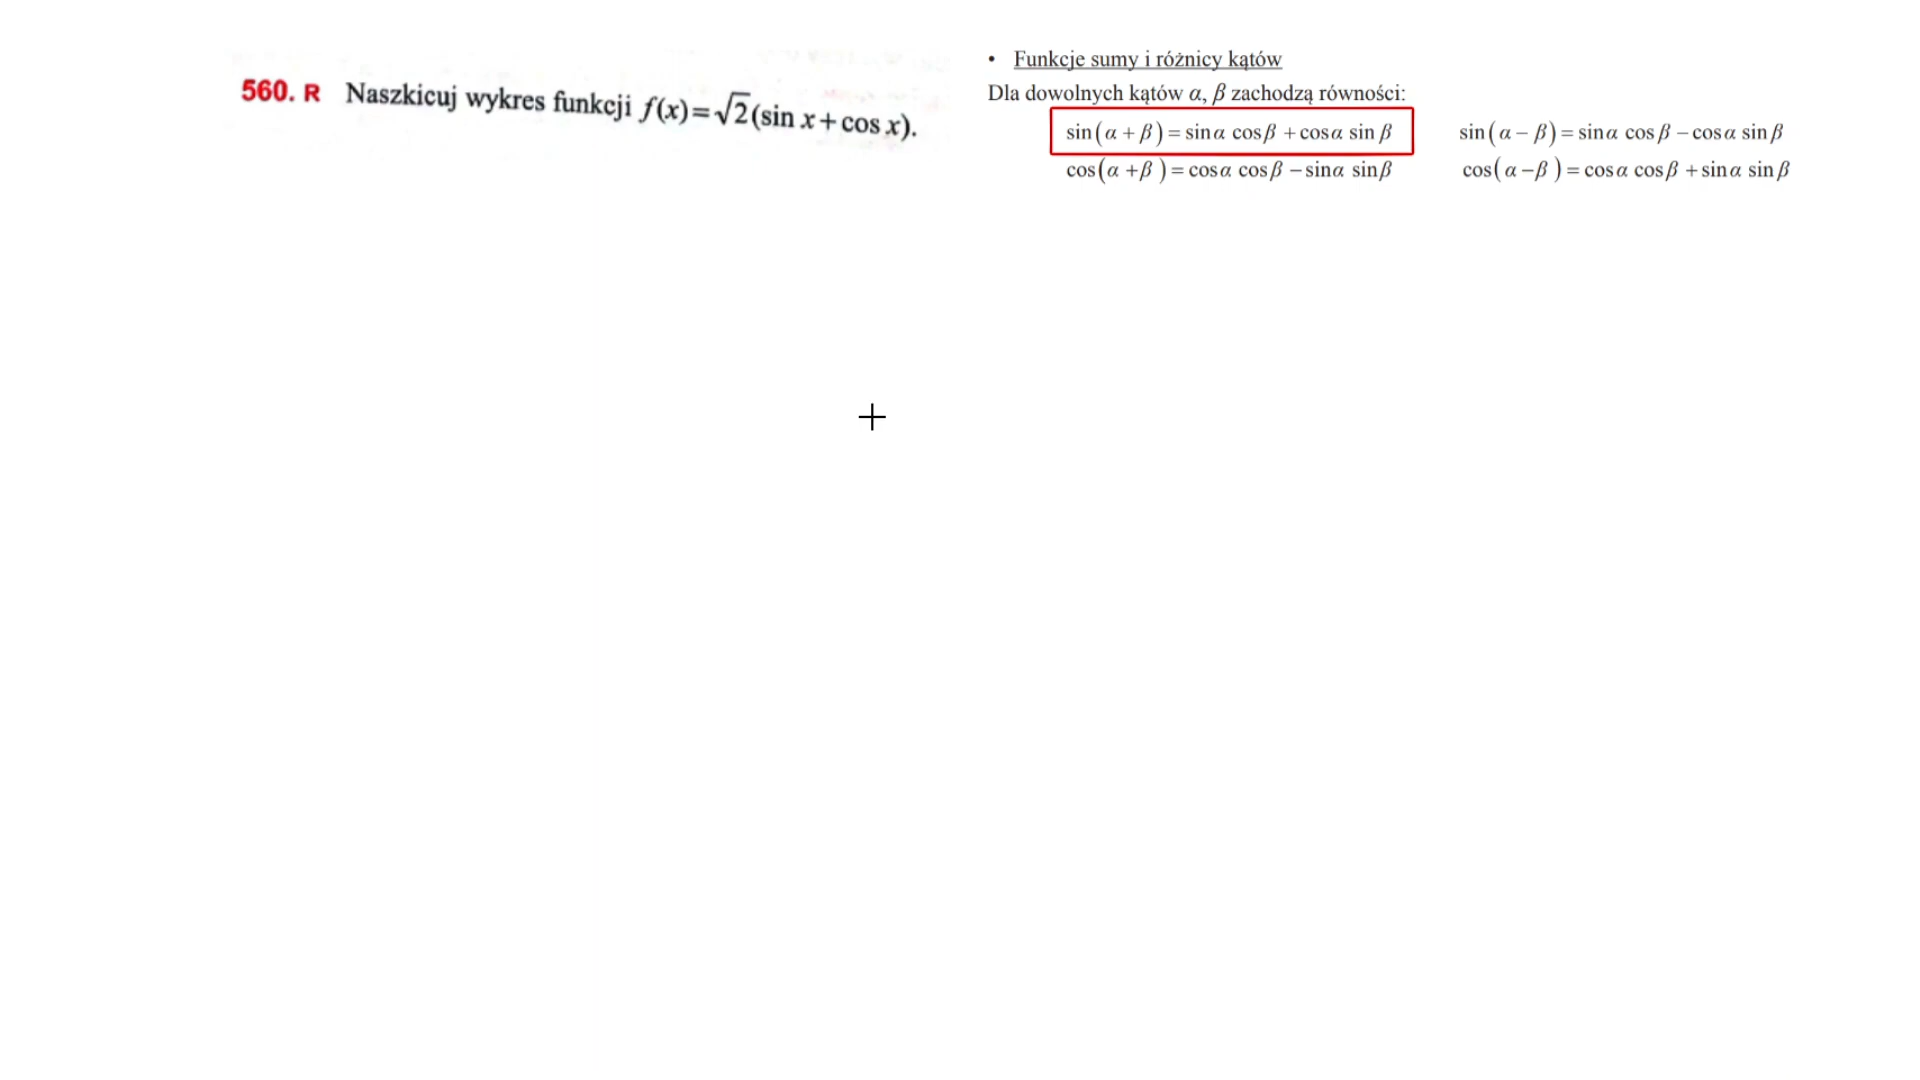 560. R Naszkicuj wykres funkcji f(x)=√2(sin x+cos x).
• Funkcje sumy i różnicy kątów
Dla dowolnych kątów α, β zachodzą równości:
sin(α + β) = sinα cosβ + cosα sinβ sin(α − β) = sinα cosβ − cosα sinβ
cos(α + β) = cosα cosβ − sinα sinβ cos(α − β) = cosα cosβ + sinα sinβ